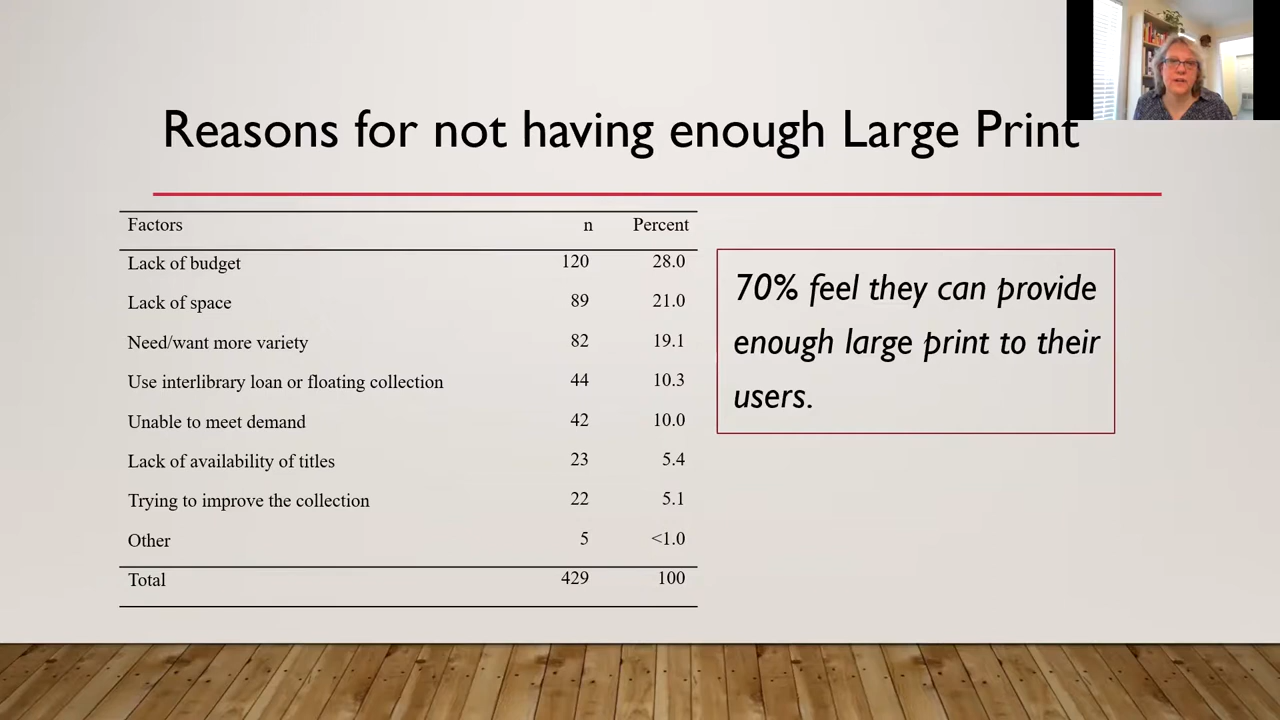 Reasons for not having enough Large Print
Factors n Percent
Lack of budget 120 28.0
Lack of space 89 21.0
Need/want more variety 82 19.1
Use interlibrary loan or floating collection 44 10.3
Unable to meet demand 42 10.0
Lack of availability of titles 23 5.4
Trying to improve the collection 22 5.1
Other 5 <1.0
Total 429 100
70% feel they can provide
enough large print to their
users.